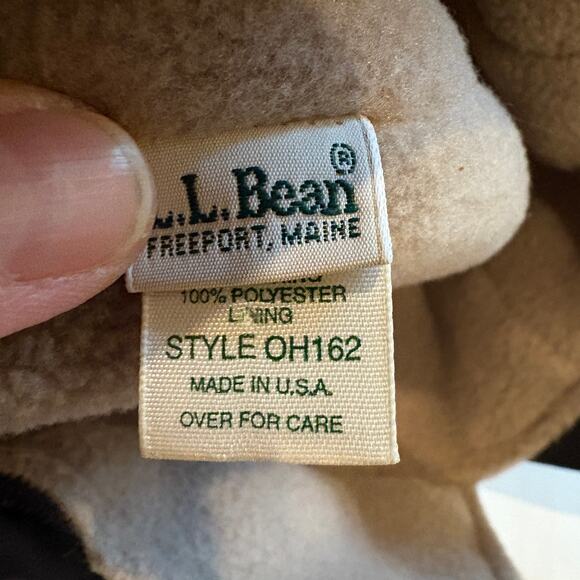 L.L. Bean®
FREEPORT, MAINE
100% POLYESTER
LINING
STYLE OH162
MADE IN U.S.A.
OVER FOR CARE